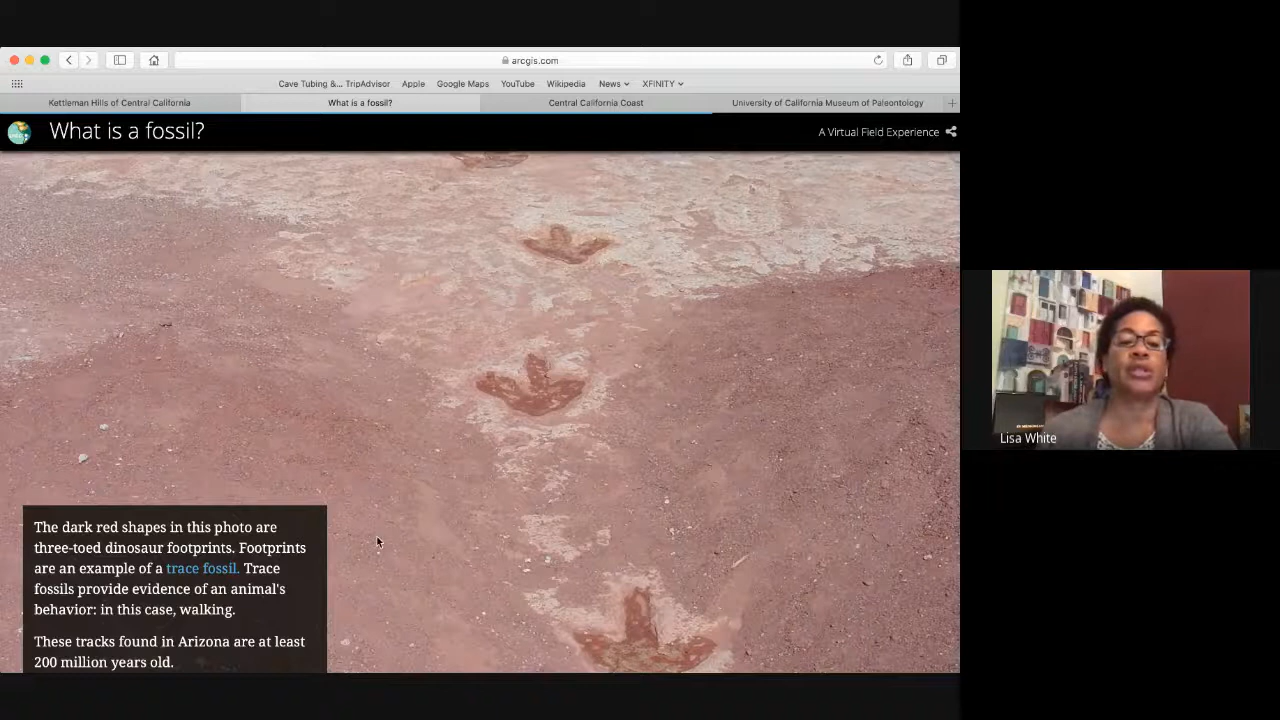 arcgis.com
Cave Tubing &... TripAdvisor
Apple
Google Maps
YouTube
Wikipedia
News
XFINITY
Kettleman Hills of Central California
What is a fossil?
Central California Coast
University of California Museum of Paleontology
What is a fossil?
A Virtual Field Experience
The dark red shapes in this photo are
three-toed dinosaur footprints. Footprints
are an example of a trace fossil. Trace
fossils provide evidence of an animal's
behavior: in this case, walking.
These tracks found in Arizona are at least
200 million years old.
Lisa White